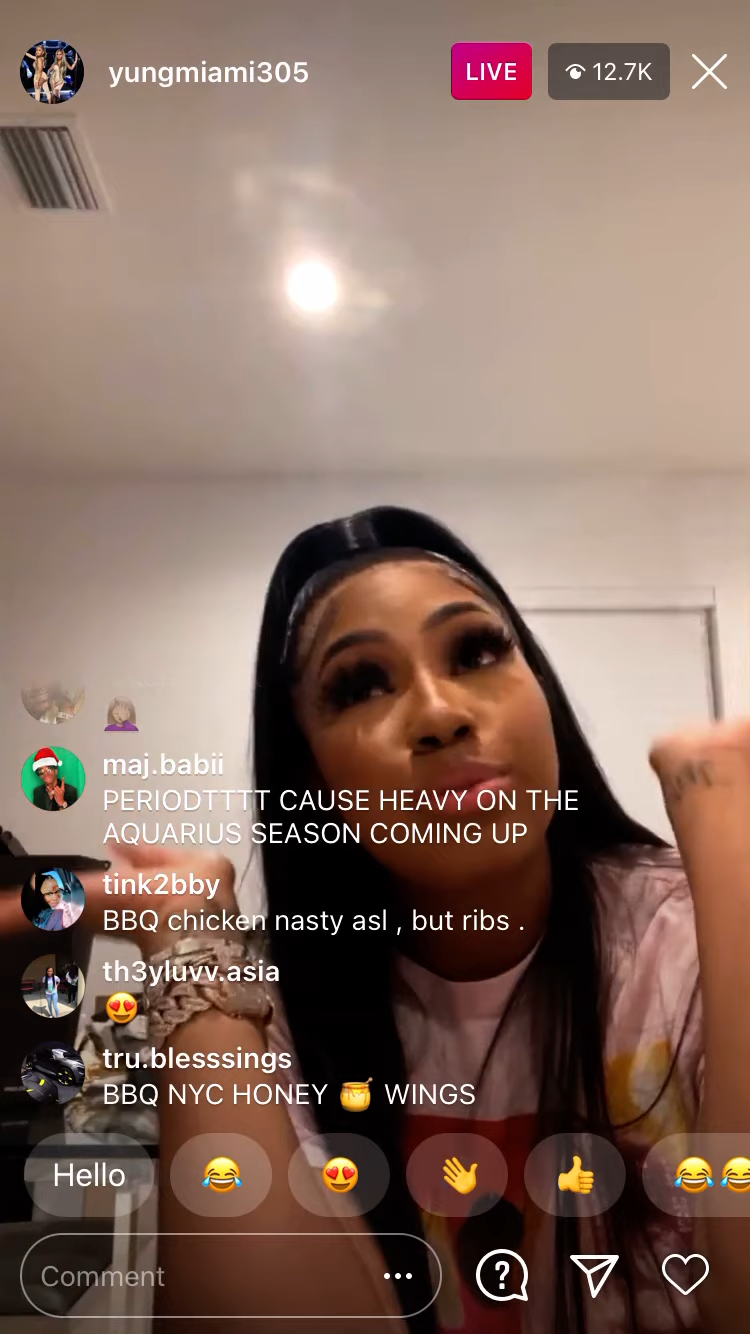 yungmiami305
LIVE
12.7K
🤦🏽‍♀️
maj.babii
PERIODTTTT CAUSE HEAVY ON THE
AQUARIUS SEASON COMING UP
tink2bby
BBQ chicken nasty asl , but ribs .
th3yluvv.asia
😍
tru.blesssings
BBQ NYC HONEY 🍯 WINGS
Hello 😂 😍 👋 👍 😂😂
Comment